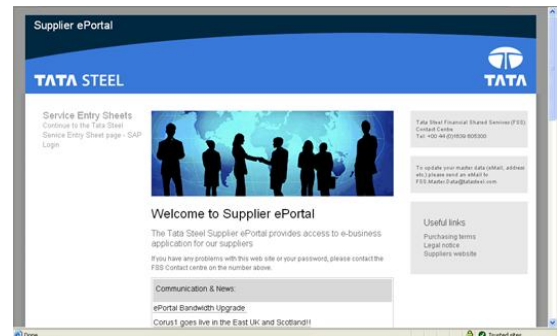 Supplier ePortal
TATA STEEL
TATA
Service Entry Sheets
Continue to the Tata Steel
Service Entry Sheet page - SAP
Login
Tata Steel Financial Shared Services (FSS)
Contact Centre
Tel: +00 44 (0)1639 605300
To update your master data (eMail, address
etc.) please send an eMail to
FSS.Master.Data@tatasteel.com
Welcome to Supplier ePortal
The Tata Steel Supplier ePortal provides access to e-business
application for our suppliers
If you have any problems with this web site or your password, please contact the
FSS Contact centre on the number above.
Useful links
Purchasing terms
Legal notice
Suppliers website
Communication & News:
ePortal Bandwidth Upgrade
Corus1 goes live in the East UK and Scotland!!
Done
Trusted sites